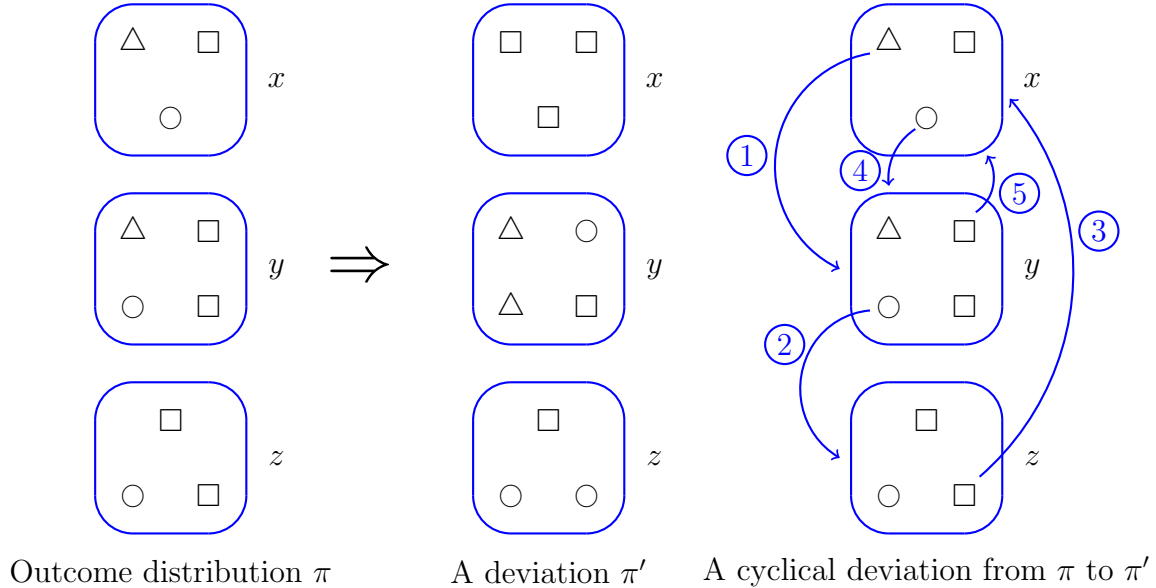 x
x
x
1
4
5
3
y
⇒
y
y
2
z
z
z
Outcome distribution π
A deviation π′
A cyclical deviation from π to π′